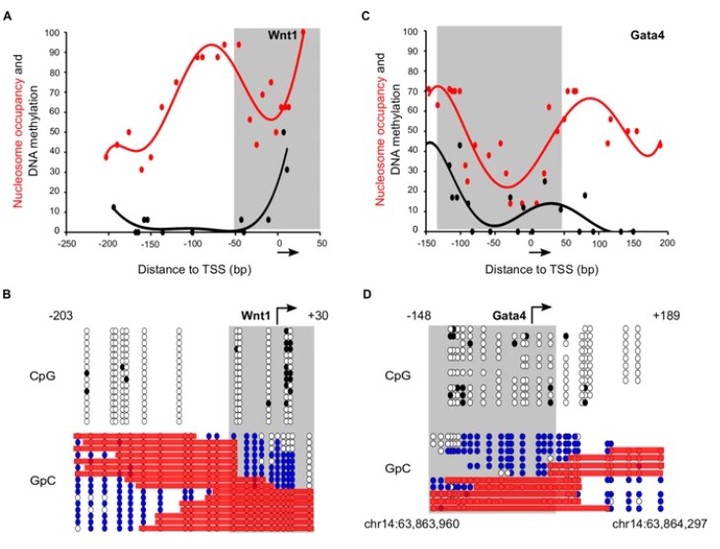 A
Wnt1
Nucleosome occupancy and
DNA methylation
100
90
80
70
60
50
40
30
20
10
0
-250 -200 -150 -100 -50 0 50
Distance to TSS (bp)
C
Gata4
Nucleosome occupancy and
DNA methylation
100
90
80
70
60
50
40
30
20
10
0
-150 -100 -50 0 50 100 150 200
Distance to TSS (bp)
B
-203 Wnt1 +30
CpG
GpC
D
-148 Gata4 +189
CpG
GpC
chr14:63,863,960 chr14:63,864,297